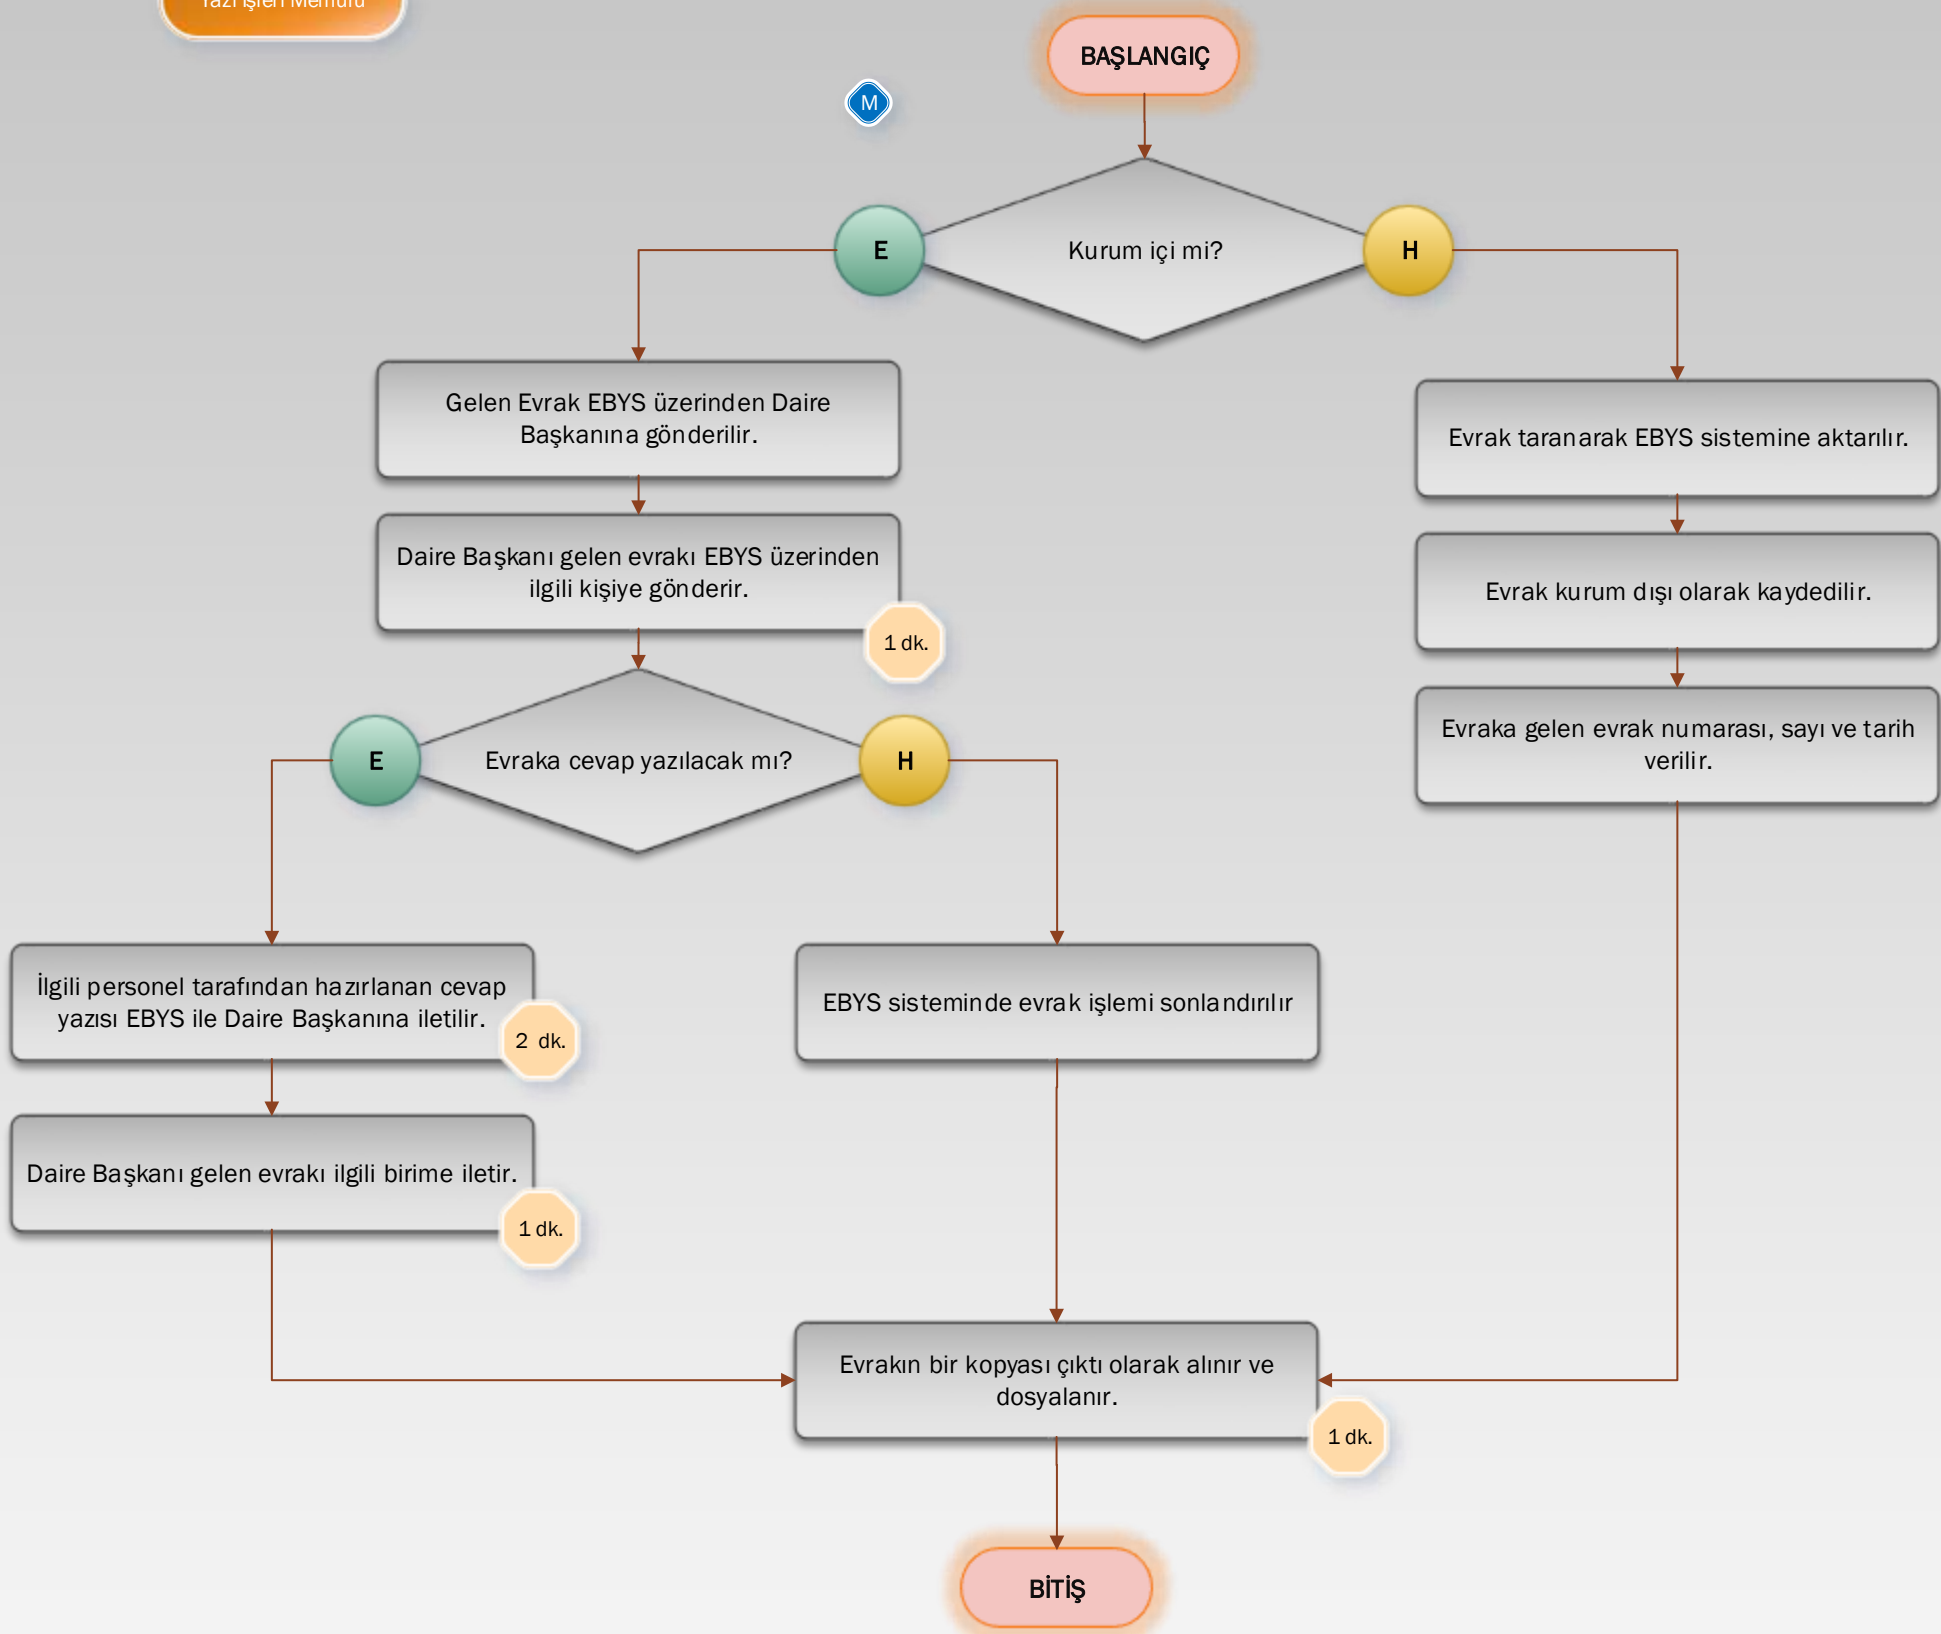 Yazı İşleri Memuru
BAŞLANGIÇ
M
E
Kurum içi mi?
H
Gelen Evrak EBYS üzerinden Daire
Başkanına gönderilir.
Evrak taranarak EBYS sistemine aktarılır.
Daire Başkanı gelen evrakı EBYS üzerinden
ilgili kişiye gönderir.
1 dk.
Evrak kurum dışı olarak kaydedilir.
Evraka gelen evrak numarası, sayı ve tarih
verilir.
E
Evraka cevap yazılacak mı?
H
İlgili personel tarafından hazırlanan cevap
yazısı EBYS ile Daire Başkanına iletilir.
2 dk.
EBYS sisteminde evrak işlemi sonlandırılır
Daire Başkanı gelen evrakı ilgili birime iletir.
1 dk.
Evrakın bir kopyası çıktı olarak alınır ve
dosyalanır.
1 dk.
BİTİŞ